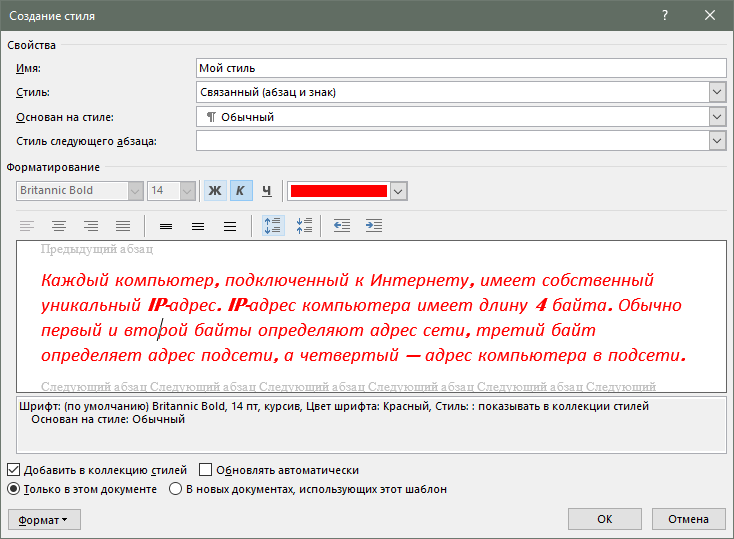 Создание стиля
Свойства
Имя: Мой стиль
Стиль: Связанный (абзац и знак)
Основан на стиле: ¶ Обычный
Стиль следующего абзаца:
Форматирование
Britannic Bold 14 Ж К Ч
Предыдущий абзац
Каждый компьютер, подключенный к Интернету, имеет собственный
уникальный IP-адрес. IP-адрес компьютера имеет длину 4 байта. Обычно
первый и второй байты определяют адрес сети, третий байт
определяет адрес подсети, а четвертый — адрес компьютера в подсети.
Следующий абзац Следующий абзац Следующий абзац Следующий абзац Следующий абзац Следующий
Шрифт: (по умолчанию) Britannic Bold, 14 пт, курсив, Цвет шрифта: Красный, Стиль: : показывать в коллекции стилей
Основан на стиле: Обычный
Добавить в коллекцию стилей Обновлять автоматически
Только в этом документе В новых документах, использующих этот шаблон
Формат ОК Отмена